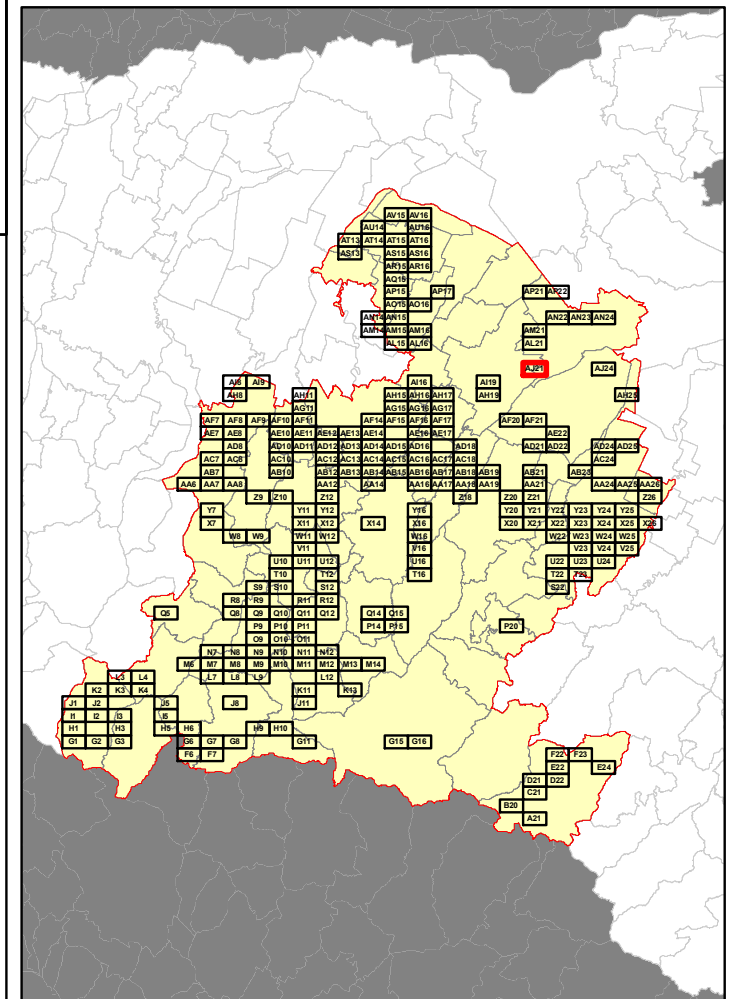 AV15 AV16
AU14 AU16
AT13 AT14 AT15 AT16
AS13 AS15 AS16
AR15 AR16
AQ15
AP15 AP17 AP21 AP22
AO15 AO16
AN14 AN15 AN22 AN23 AN24
AM14 AM15 AM16 AM21
AL15 AL16 AL21
AJ21 AJ24
AI8 AI9 AI16 AI19
AH8 AH11 AH15 AH16 AH17 AH19 AH25
AG11 AG15 AG16 AG17
AF7 AF8 AF9 AF10 AF11 AF14 AF15 AF16 AF17 AF20 AF21
AE7 AE8 AE10 AE11 AE12 AE13 AE14 AE16 AE17 AE22
AD8 AD10 AD11 AD12 AD13 AD14 AD15 AD16 AD18 AD21 AD22 AD24 AD25
AC7 AC8 AC10 AC12 AC13 AC14 AC15 AC16 AC17 AC18 AC24
AB7 AB10 AB12 AB13 AB14 AB15 AB16 AB17 AB18 AB19 AB21 AB23
AA6 AA7 AA8 AA12 AA14 AA16 AA17 AA18 AA19 AA21 AA24 AA25 AA26
Z9 Z10 Z12 Z18 Z20 Z21 Z26
Y7 Y11 Y12 Y16 Y20 Y21 Y22 Y23 Y24 Y25
X7 X11 X12 X14 X16 X20 X21 X22 X23 X24 X25 X26
W8 W9 W11 W12 W16 W22 W23 W24 W25
V11 V16 V23 V24 V25
U10 U11 U12 U16 U22 U23 U24
T10 T12 T16 T22 T23
S9 S10 S12 S22
R8 R9 R11 R12
Q5 Q8 Q9 Q10 Q11 Q12 Q14 Q15
P9 P10 P11 P14 P15 P20
O9 O10 O11
N7 N8 N9 N10 N11 N12
M6 M7 M8 M9 M10 M11 M12 M13 M14
L3 L4 L7 L8 L9 L12
K2 K3 K4 K11 K13
J1 J2 J5 J8 J11
I1 I2 I3 I5
H1 H3 H5 H6 H9 H10
G1 G2 G3 G6 G7 G8 G11 G15 G16
F6 F7 F22 F23
E22 E24
D21 D22
C21
B20
A21